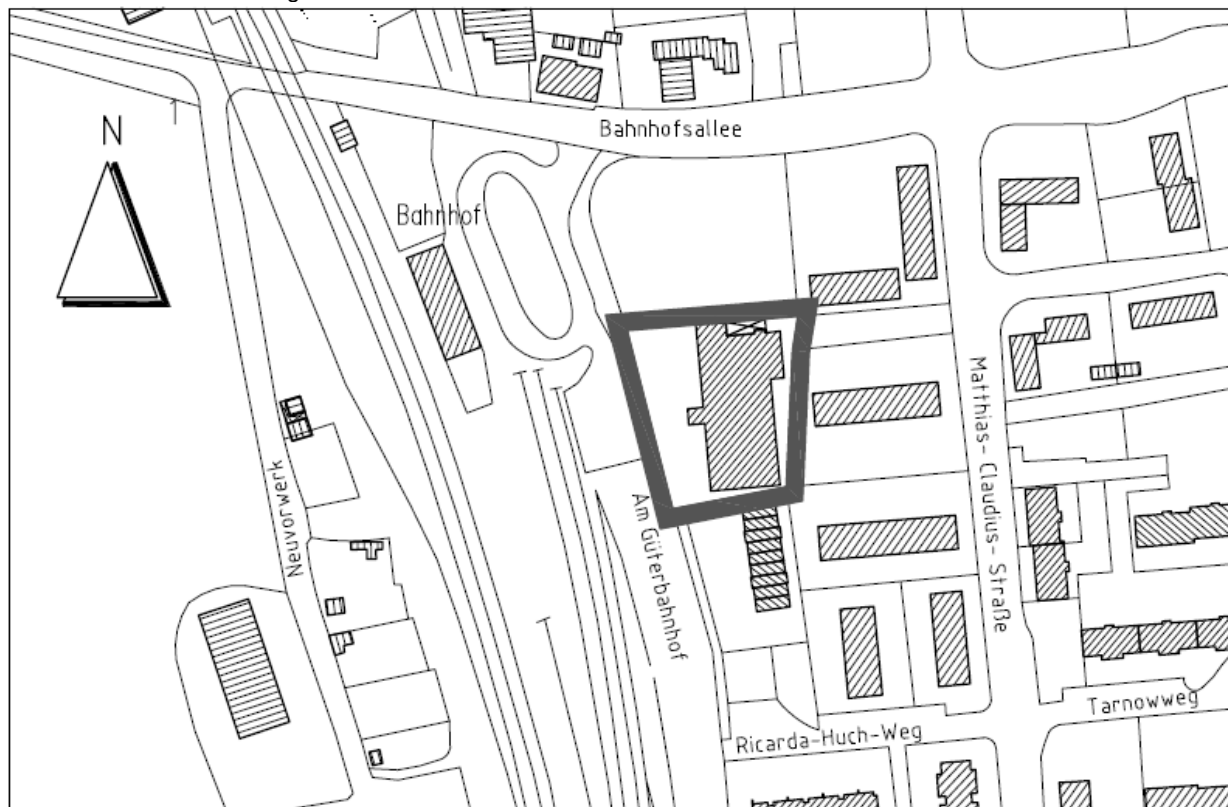 Bahnhofsallee
N
Bahnhof
Matthias-Claudius-Straße
Neuvorwerk
Am Güterbahnhof
Tarnowweg
Ricarda-Huch-Weg